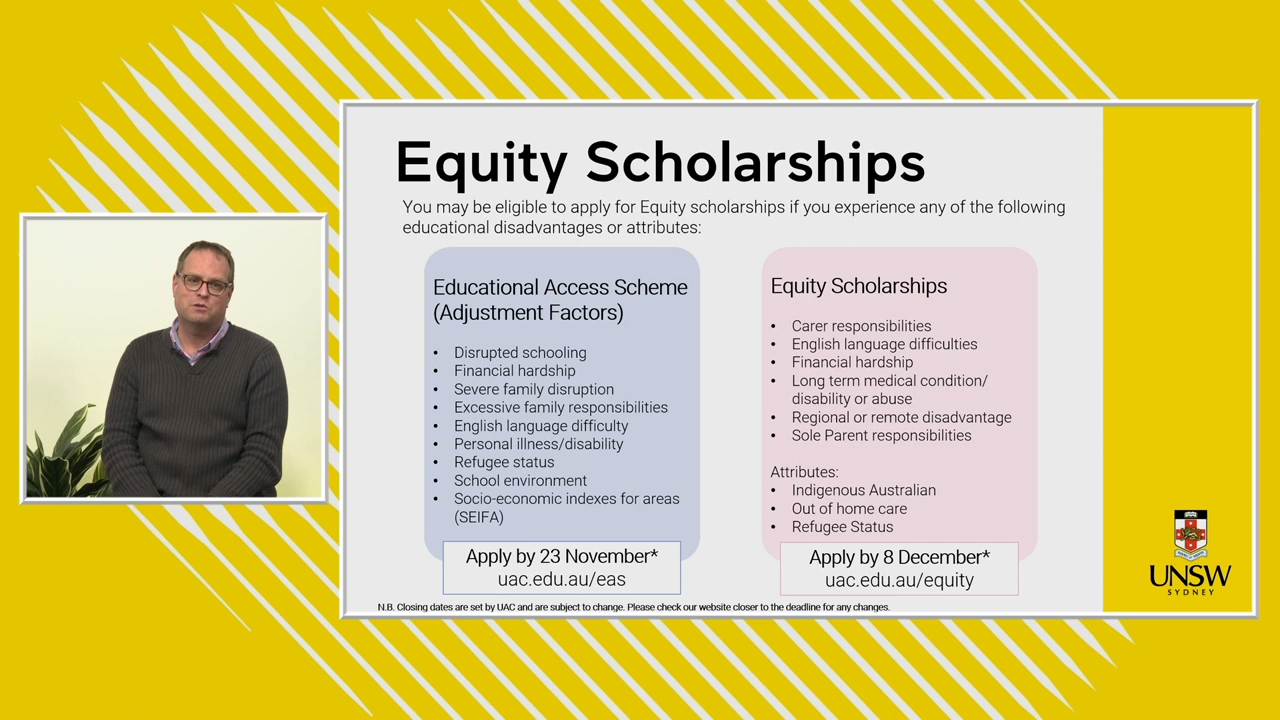 Equity Scholarships
You may be eligible to apply for Equity scholarships if you experience any of the following
educational disadvantages or attributes:
Educational Access Scheme
(Adjustment Factors)
• Disrupted schooling
• Financial hardship
• Severe family disruption
• Excessive family responsibilities
• English language difficulty
• Personal illness/disability
• Refugee status
• School environment
• Socio-economic indexes for areas
(SEIFA)
Apply by 23 November*
uac.edu.au/eas
Equity Scholarships
• Carer responsibilities
• English language difficulties
• Financial hardship
• Long term medical condition/
disability or abuse
• Regional or remote disadvantage
• Sole Parent responsibilities
Attributes:
• Indigenous Australian
• Out of home care
• Refugee Status
Apply by 8 December*
uac.edu.au/equity
N.B. Closing dates are set by UAC and are subject to change. Please check our website closer to the deadline for any changes.
UNSW
SYDNEY